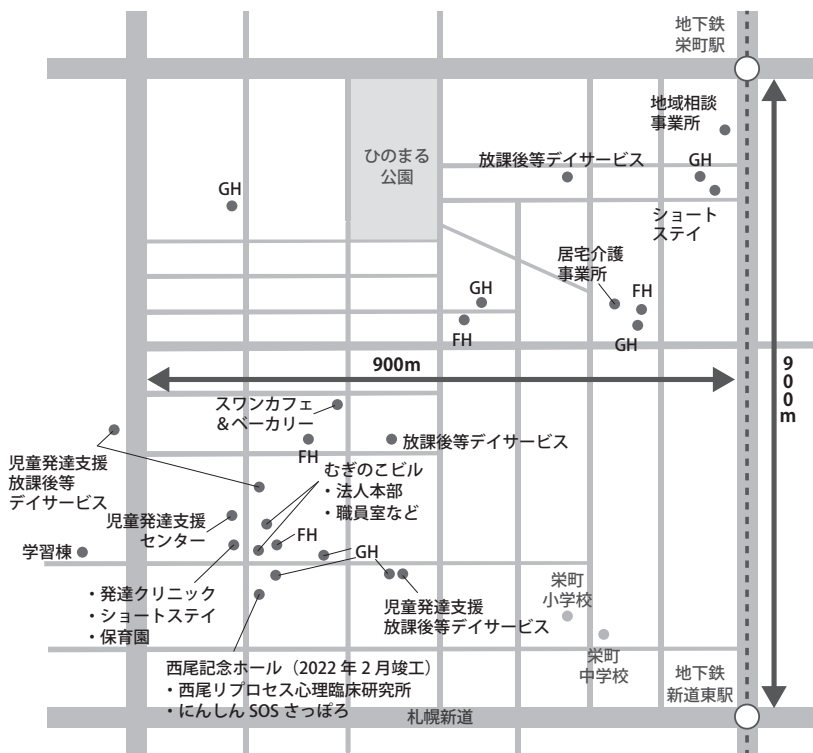 地下鉄
栄町駅
地域相談
事業所
ひのまる
公園
放課後等デイサービス
GH
GH
ショート
ステイ
居宅介護
事業所
GH
FH
FH
GH
900m
900m
スワンカフェ
＆ベーカリー
FH
放課後等デイサービス
児童発達支援
放課後等
デイサービス
むぎのこビル
・法人本部
・職員室など
児童発達支援
センター
FH
学習棟
GH
・発達クリニック
・ショートステイ
・保育園
児童発達支援
放課後等デイサービス
栄町
小学校
栄町
中学校
西尾記念ホール（2022 年 2 月竣工）
・西尾リプロセス心理臨床研究所
・にんしん SOS さっぽろ
地下鉄
新道東駅
札幌新道